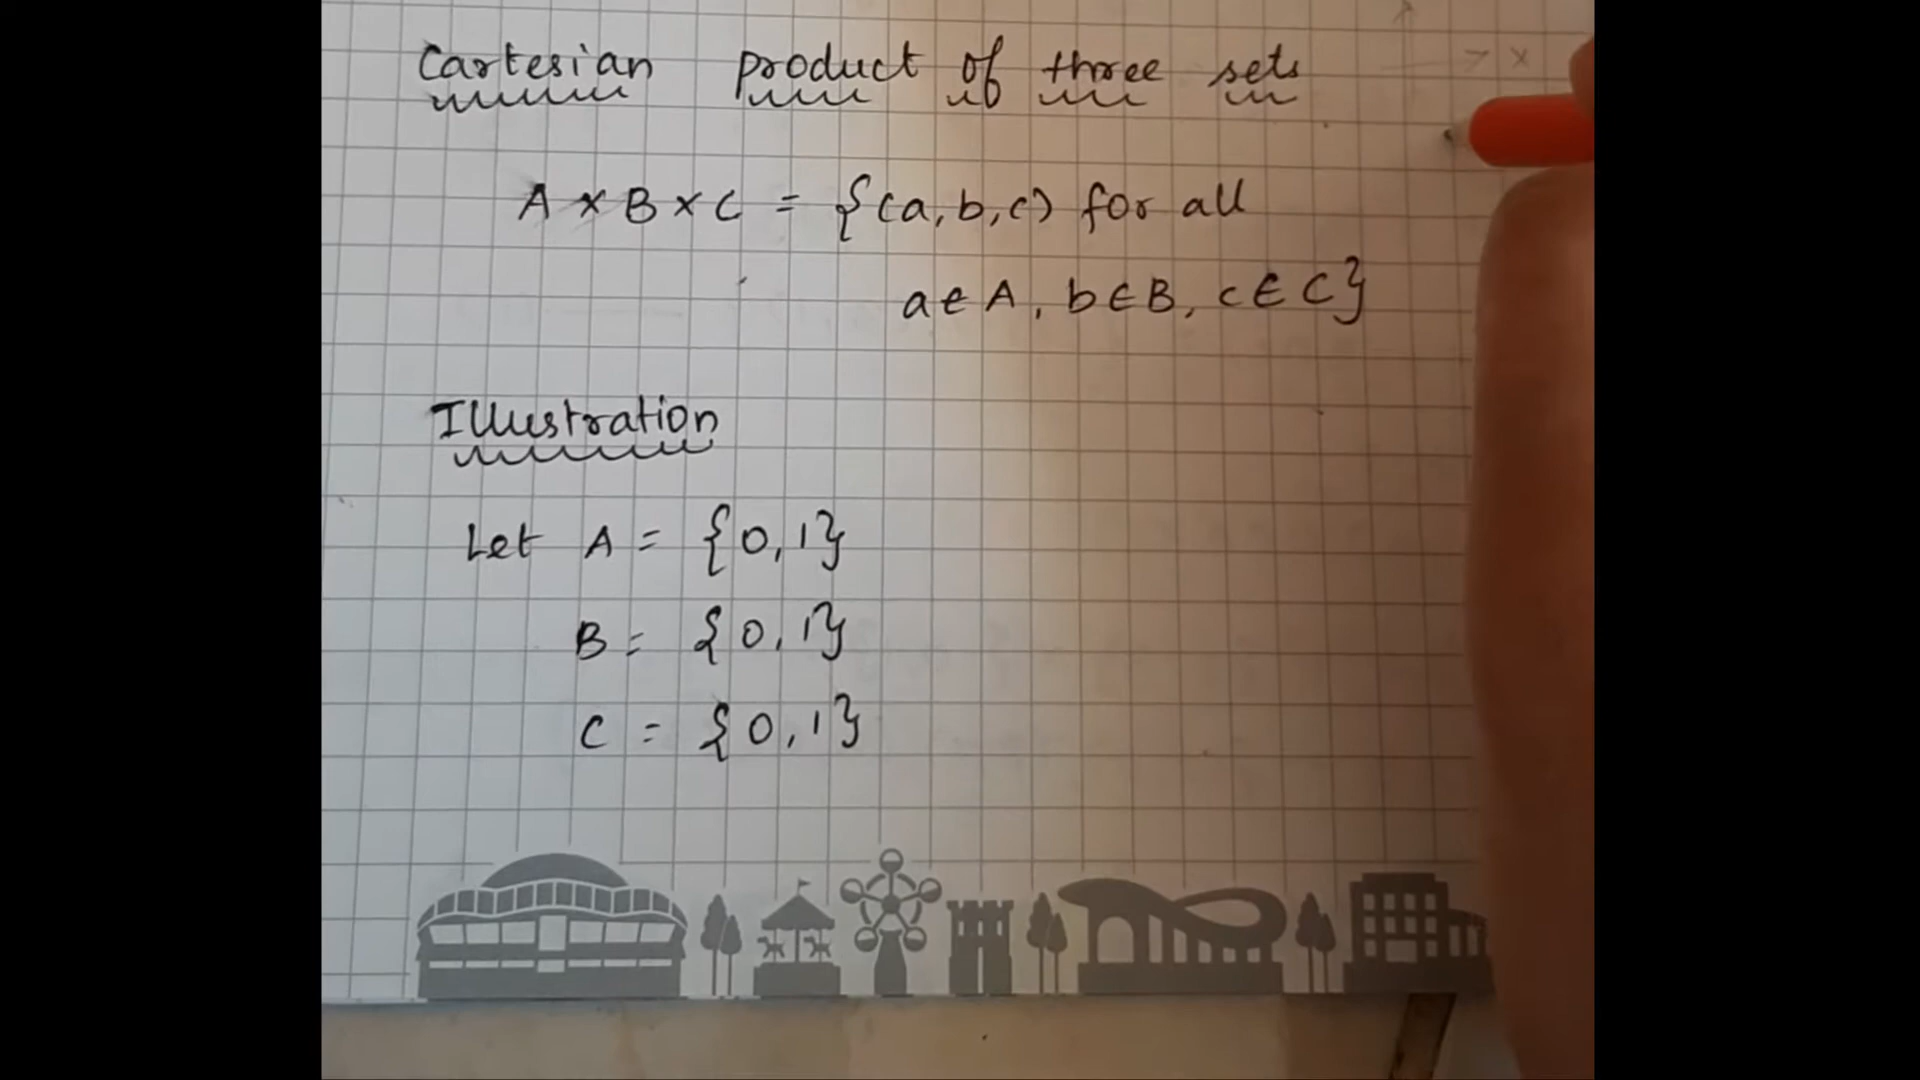 Cartesian product of three sets
A × B × C = {(a, b, c) for all
a ∈ A, b ∈ B, c ∈ C}
Illustration
Let A = {0, 1}
B = {0, 1}
C = {0, 1}